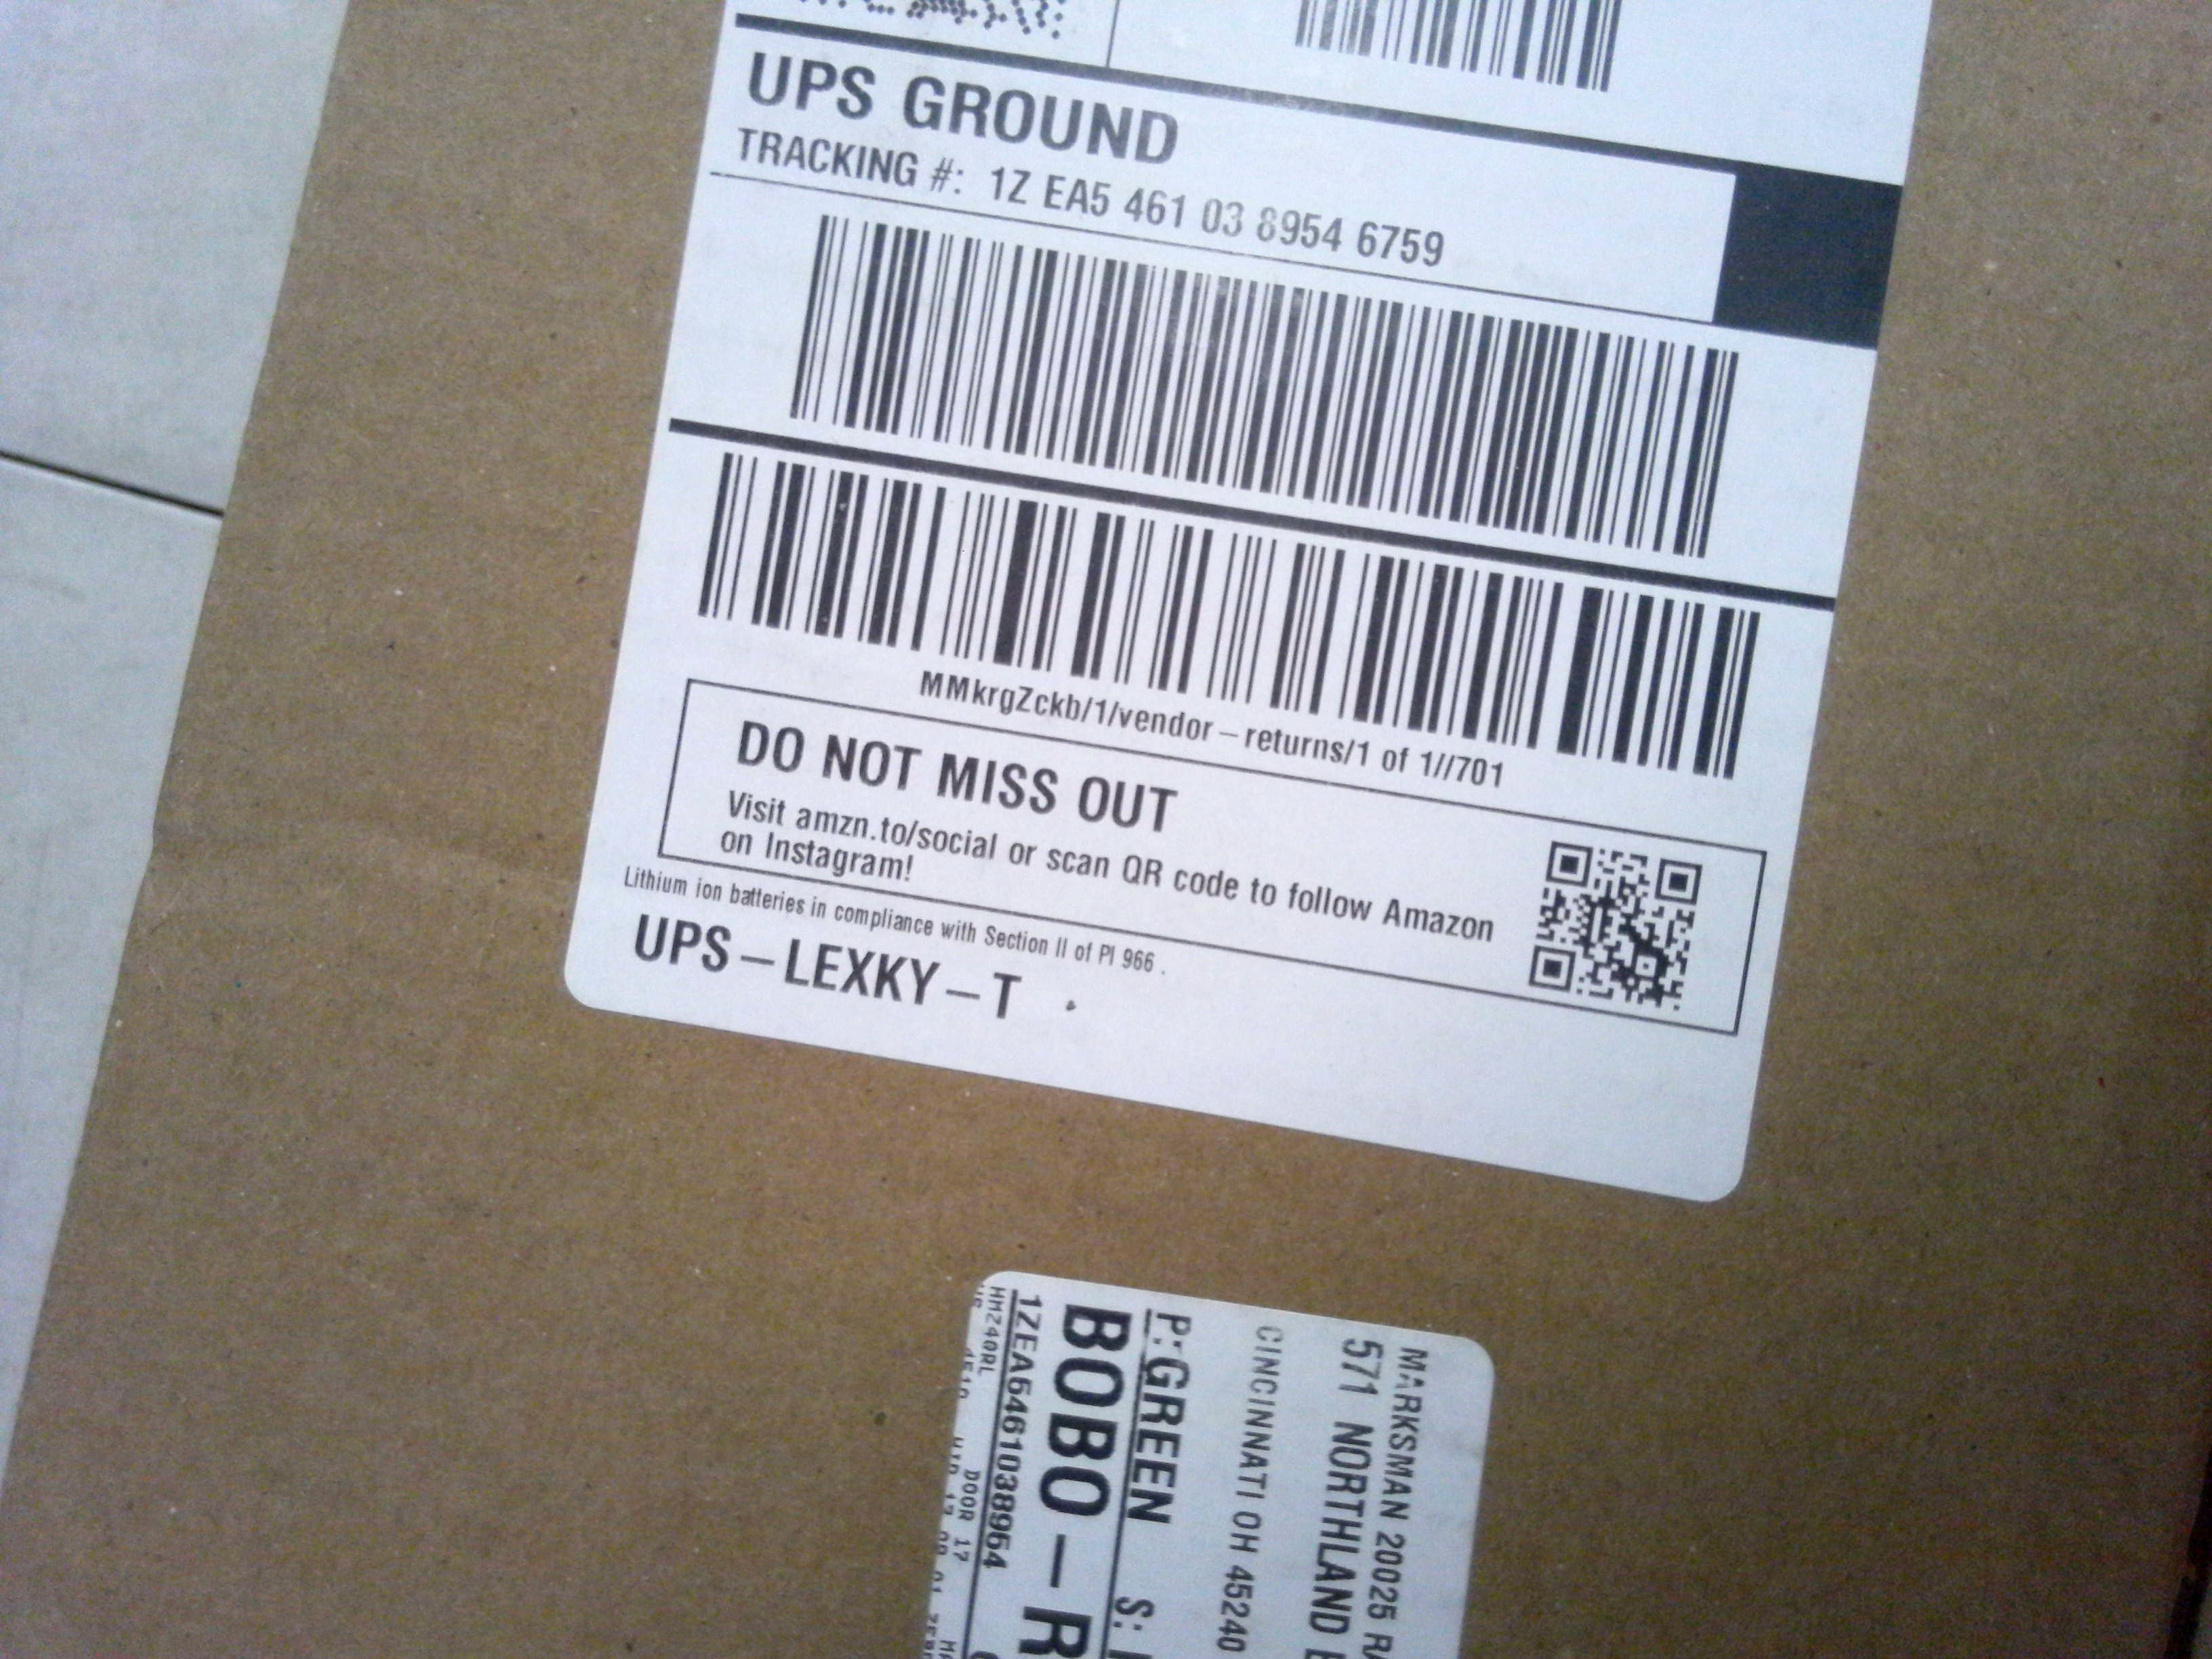 UPS GROUND
TRACKING #: 1Z EA5 461 03 8954 6759
MMkrgZckb/1/vendor-returns/1 of 1//701
DO NOT MISS OUT
Visit amzn.to/social or scan QR code to follow Amazon
on Instagram!
Lithium ion batteries in compliance with Section II of PI 966 .
UPS-LEXKY-T
MARKSMAN 20025
571 NORTHLAND
CINCINNATI OH 45240
P:GREEN S:
BOBO-R
HM240RL DOOR 17